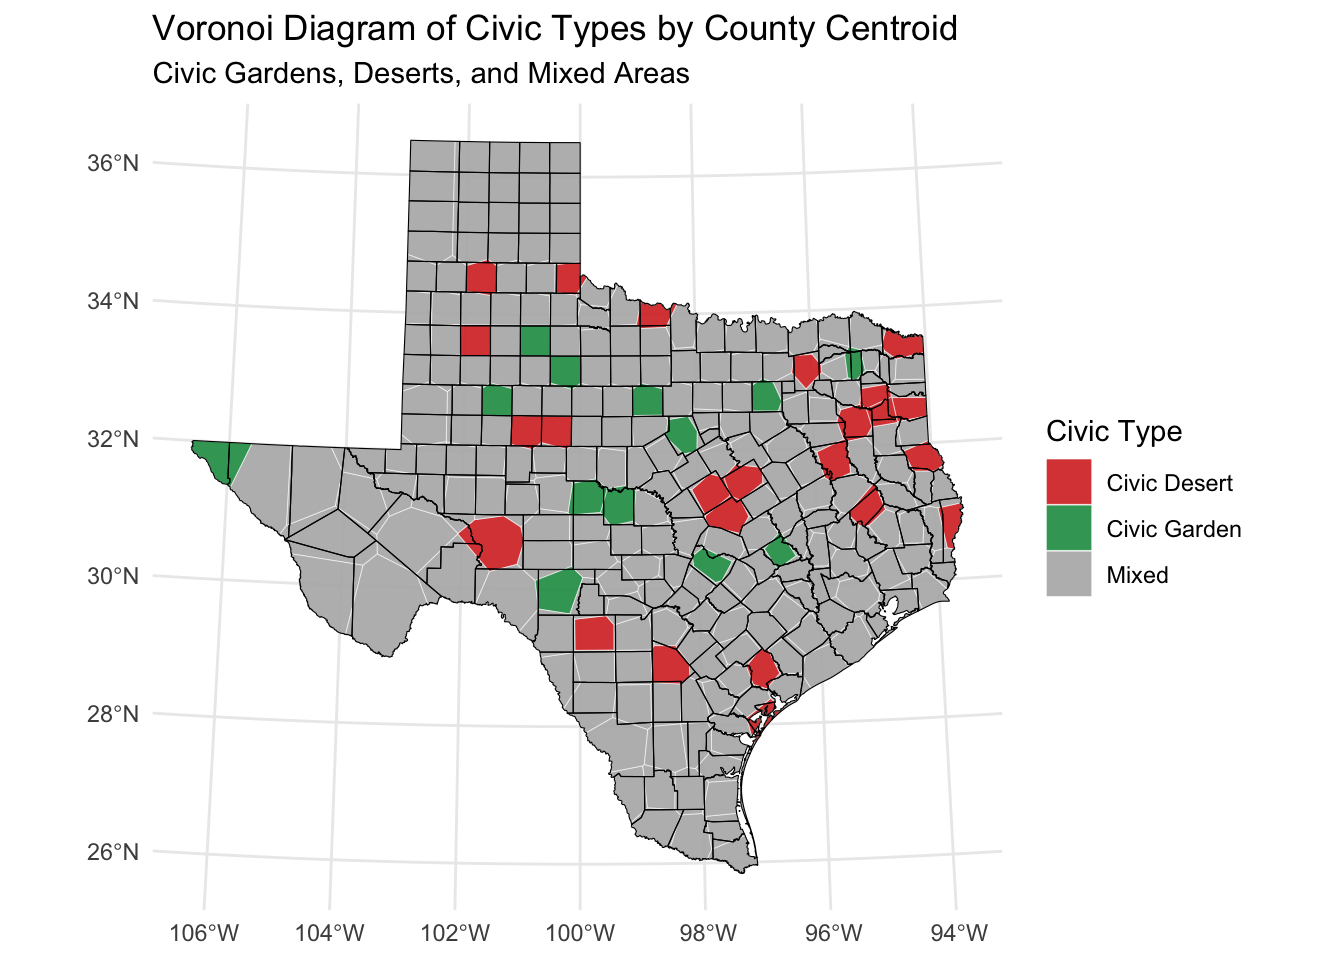 Voronoi Diagram of Civic Types by County Centroid
Civic Gardens, Deserts, and Mixed Areas
36°N
34°N
32°N
30°N
28°N
26°N
106°W 104°W 102°W 100°W 98°W 96°W 94°W
Civic Type
Civic Desert
Civic Garden
Mixed